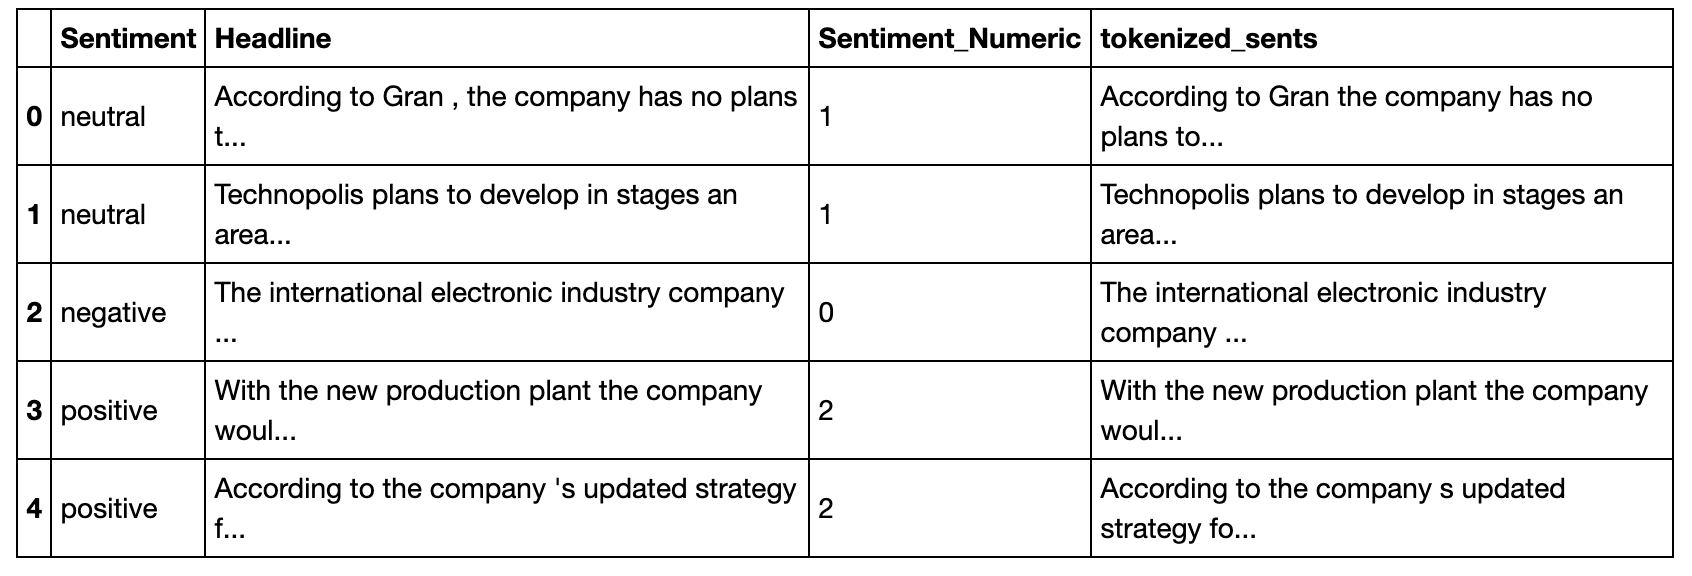 Sentiment Headline Sentiment_Numeric tokenized_sents
0 neutral According to Gran , the company has no plans t... 1 According to Gran the company has no plans to...
1 neutral Technopolis plans to develop in stages an area... 1 Technopolis plans to develop in stages an area...
2 negative The international electronic industry company ... 0 The international electronic industry company ...
3 positive With the new production plant the company woul... 2 With the new production plant the company woul...
4 positive According to the company 's updated strategy f... 2 According to the company s updated strategy fo...